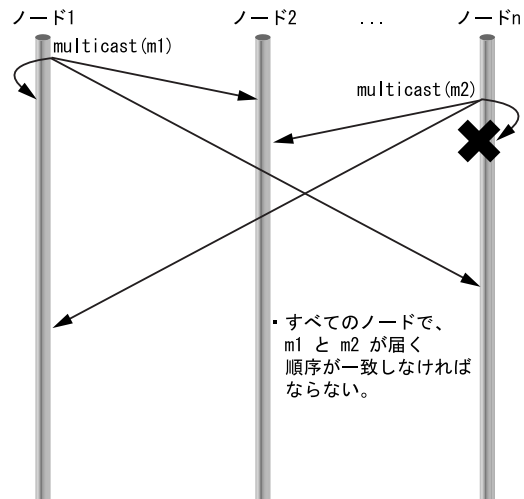 ノード1
ノード2
...
ノードn
multicast(m1)
multicast(m2)
・すべてのノードで、
m1 と m2 が届く
順序が一致しなければ
ならない。